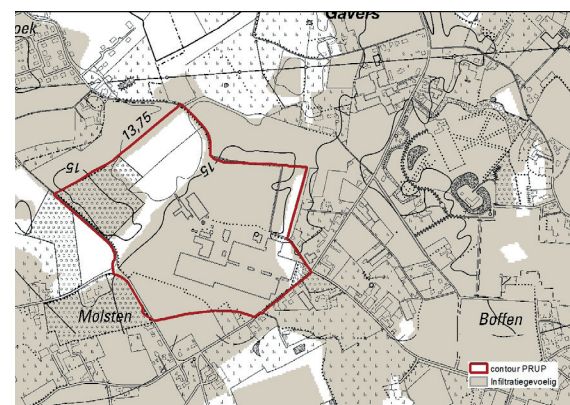 Gavers
oek
13,75
15
15
Molsten
Boffen
contour PRUP
Infiltratiegevoelig